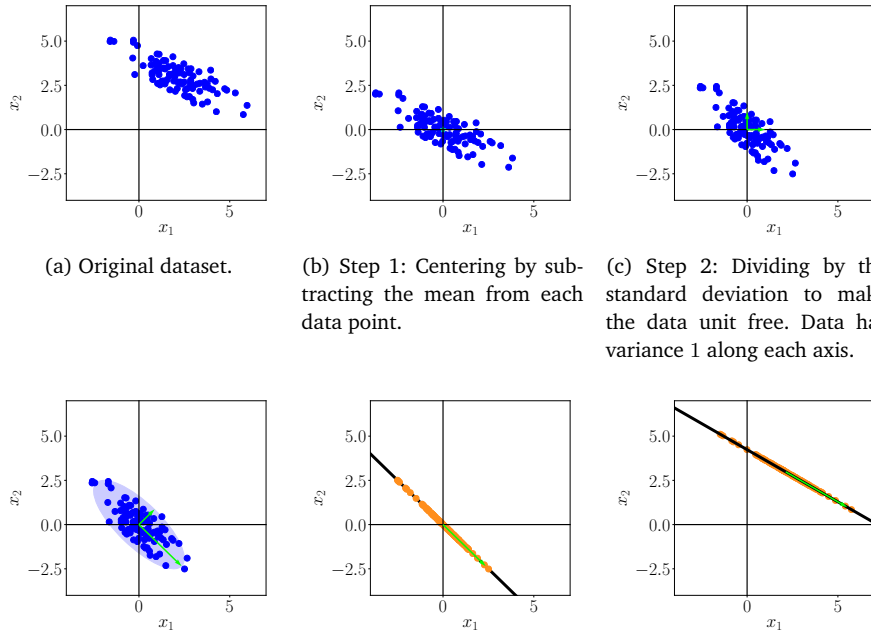 5.0
2.5
0.0
−2.5
x2
0
5
x1
5.0
2.5
0.0
−2.5
x2
0
5
x1
5.0
2.5
0.0
−2.5
x2
0
5
x1
(a) Original dataset.
(b) Step 1: Centering by sub-
tracting the mean from each
data point.
(c) Step 2: Dividing by th
standard deviation to mak
the data unit free. Data ha
variance 1 along each axis.
5.0
2.5
0.0
−2.5
x2
0
5
x1
5.0
2.5
0.0
−2.5
x2
0
5
x1
5.0
2.5
0.0
−2.5
x2
0
5
x1